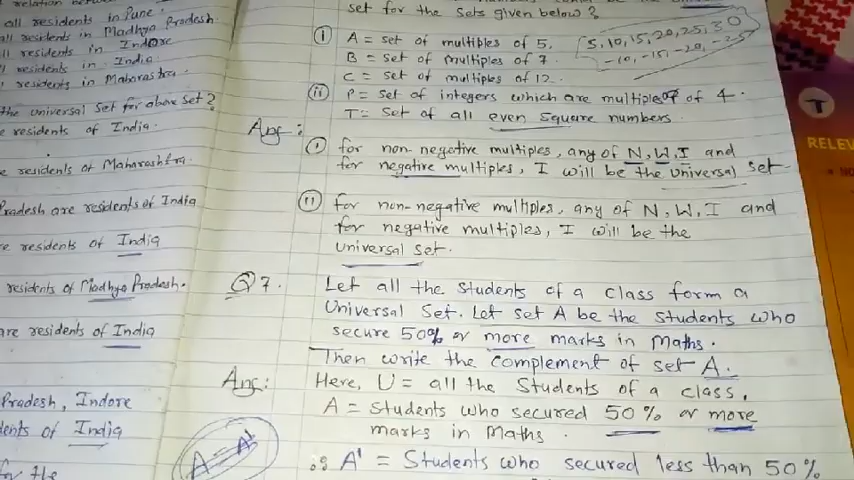 all residents in Pune.
all residents in Madhya Pradesh.
all residents in Indore
residents in India.
residents in Maharastra.
the universal set for above set?
residents of India.
residents of Maharashtra.
Pradesh are residents of India
residents of India
residents of Madhya Pradesh.
are residents of India
Pradesh, Indore
residents of India
for the
set for the sets given below?
(i) A = set of multiples of 5.
B = set of multiples of 7
C = set of multiples of 12.
5, 10, 15, 20, 25, 30
-10, -15, -20, -25
(ii) P = set of integers which are multiples of 4.
T = set of all even square numbers.
Ans:
(i) for non-negative multiples, any of N, W, I and
for negative multiples, I will be the universal set
(ii) for non-negative multiples, any of N, W, I and
for negative multiples, I will be the
universal set.
Q7. Let all the students of a class form a
Universal Set. Let set A be the students who
secure 50% or more marks in Maths.
Then write the complement of set A.
Ans: Here, U = all the students of a class,
A = students who secured 50% or more
marks in Maths.
A = A'
∴ A' = Students who secured less than 50%
T
RELEV